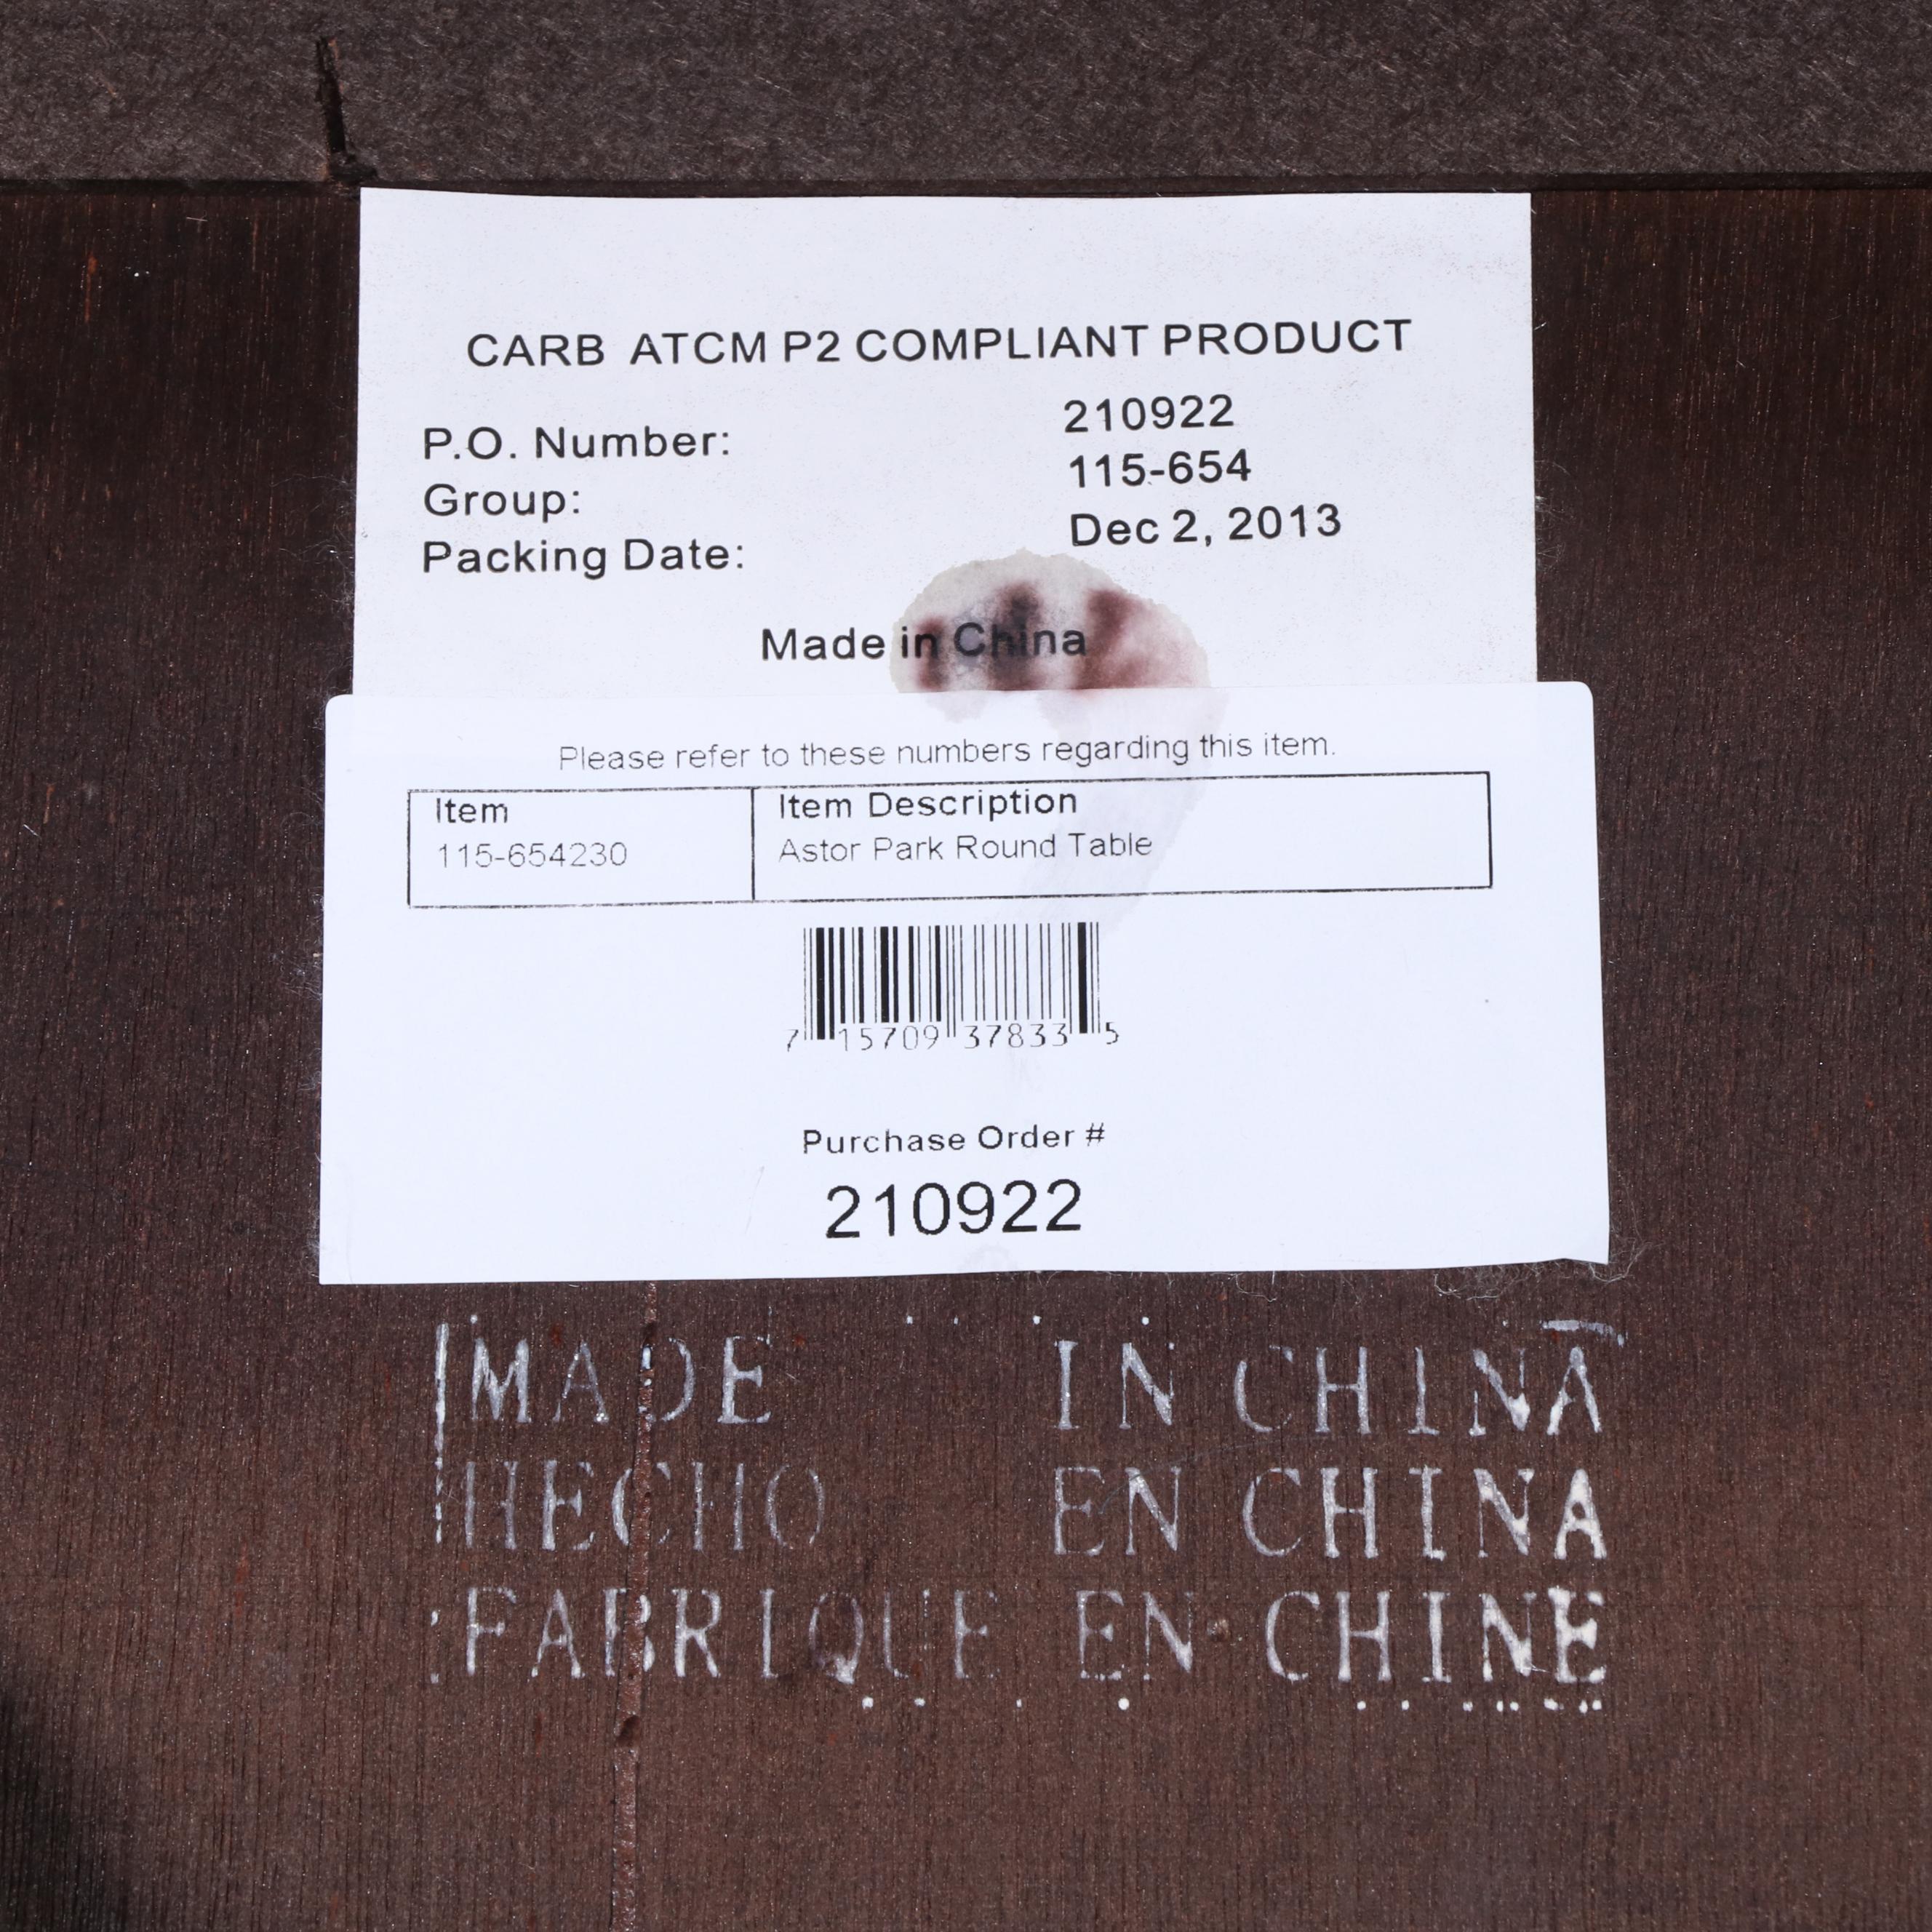 CARB ATCM P2 COMPLIANT PRODUCT
P.O. Number: 210922
Group: 115-654
Packing Date: Dec 2, 2013
Made in China
Please refer to these numbers regarding this item.
Item Item Description
115-654230 Astor Park Round Table
7 15709 37833 5
Purchase Order #
210922
MADE IN CHINA
HECHO EN CHINA
FABRIQUE EN CHINE